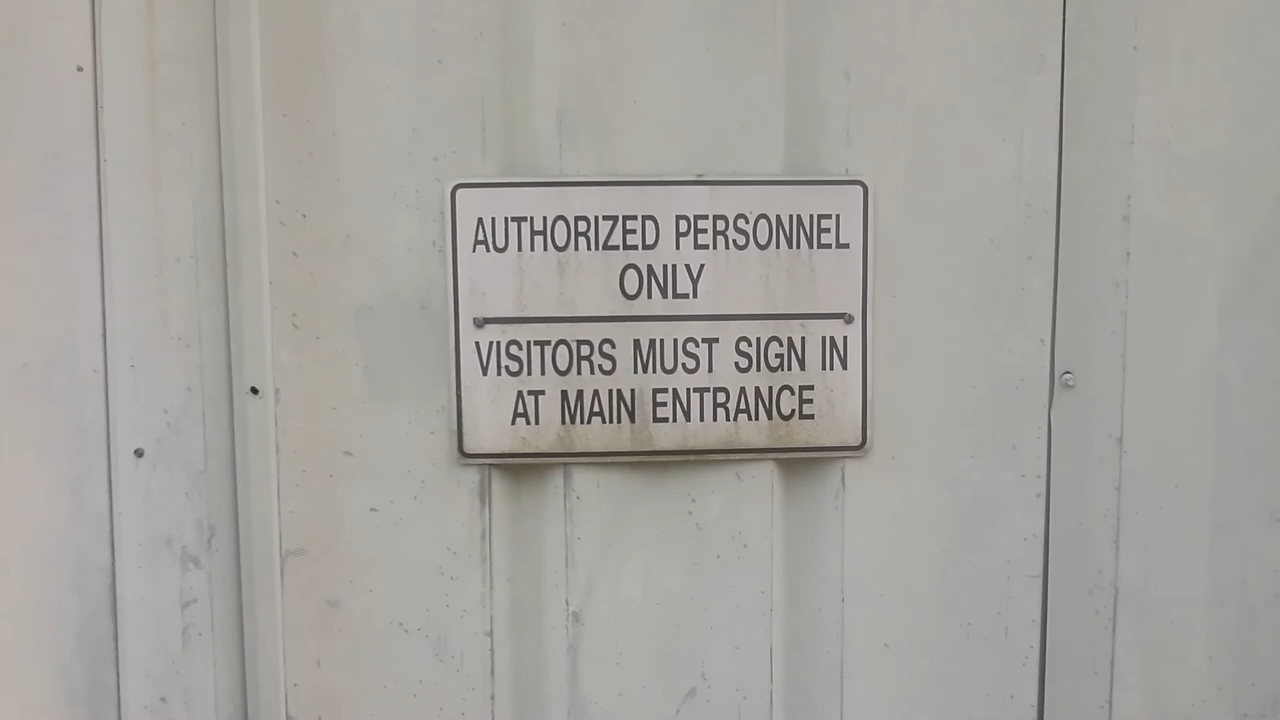 AUTHORIZED PERSONNEL
ONLY
VISITORS MUST SIGN IN
AT MAIN ENTRANCE